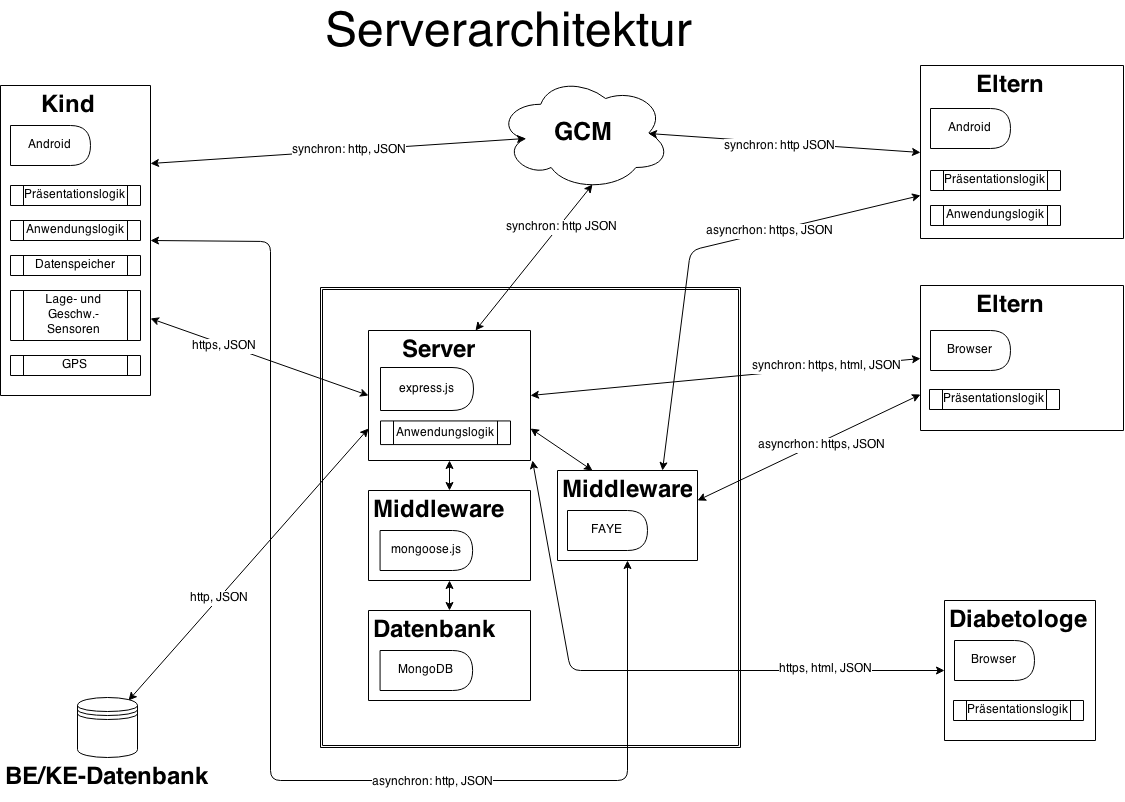 Serverarchitektur
Kind
Android
Präsentationslogik
Anwendungslogik
Datenspeicher
Lage- und
Geschw.-
Sensoren
GPS
GCM
synchron: http, JSON
synchron: http JSON
synchron: http JSON
Eltern
Android
Präsentationslogik
Anwendungslogik
asyncrhon: https, JSON
Eltern
Browser
Präsentationslogik
https, JSON
Server
express.js
Anwendungslogik
synchron: https, html, JSON
asyncrhon: https, JSON
Middleware
FAYE
Middleware
mongoose.js
Datenbank
MongoDB
http, JSON
Diabetologe
Browser
Präsentationslogik
https, html, JSON
BE/KE-Datenbank
asynchron: http, JSON